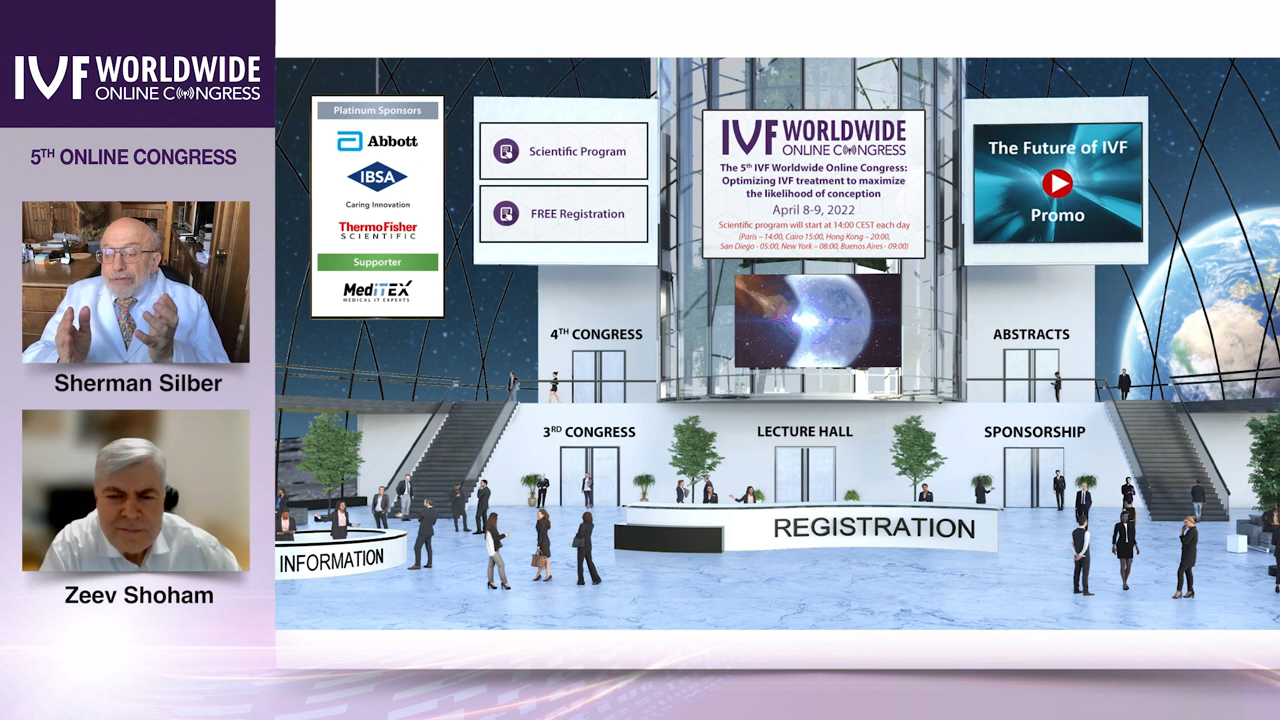 IVF WORLDWIDE
ONLINE CONGRESS
5TH ONLINE CONGRESS
Sherman Silber
Zeev Shoham
Platinum Sponsors
Abbott
IBSA
Caring Innovation
ThermoFisher
SCIENTIFIC
Supporter
MediTEX
MEDICAL IT EXPERTS
Scientific Program
FREE Registration
IVF WORLDWIDE
ONLINE CONGRESS
The 5th IVF Worldwide Online Congress:
Optimizing IVF treatment to maximize
the likelihood of conception
April 8-9, 2022
Scientific program will start at 14:00 CEST each day
(Paris – 14:00, Cairo 15:00, Hong Kong – 20:00,
San Diego - 05:00, New York – 08:00, Buenos Aires - 09:00)
The Future of IVF
Promo
4TH CONGRESS
ABSTRACTS
3RD CONGRESS
LECTURE HALL
SPONSORSHIP
REGISTRATION
INFORMATION